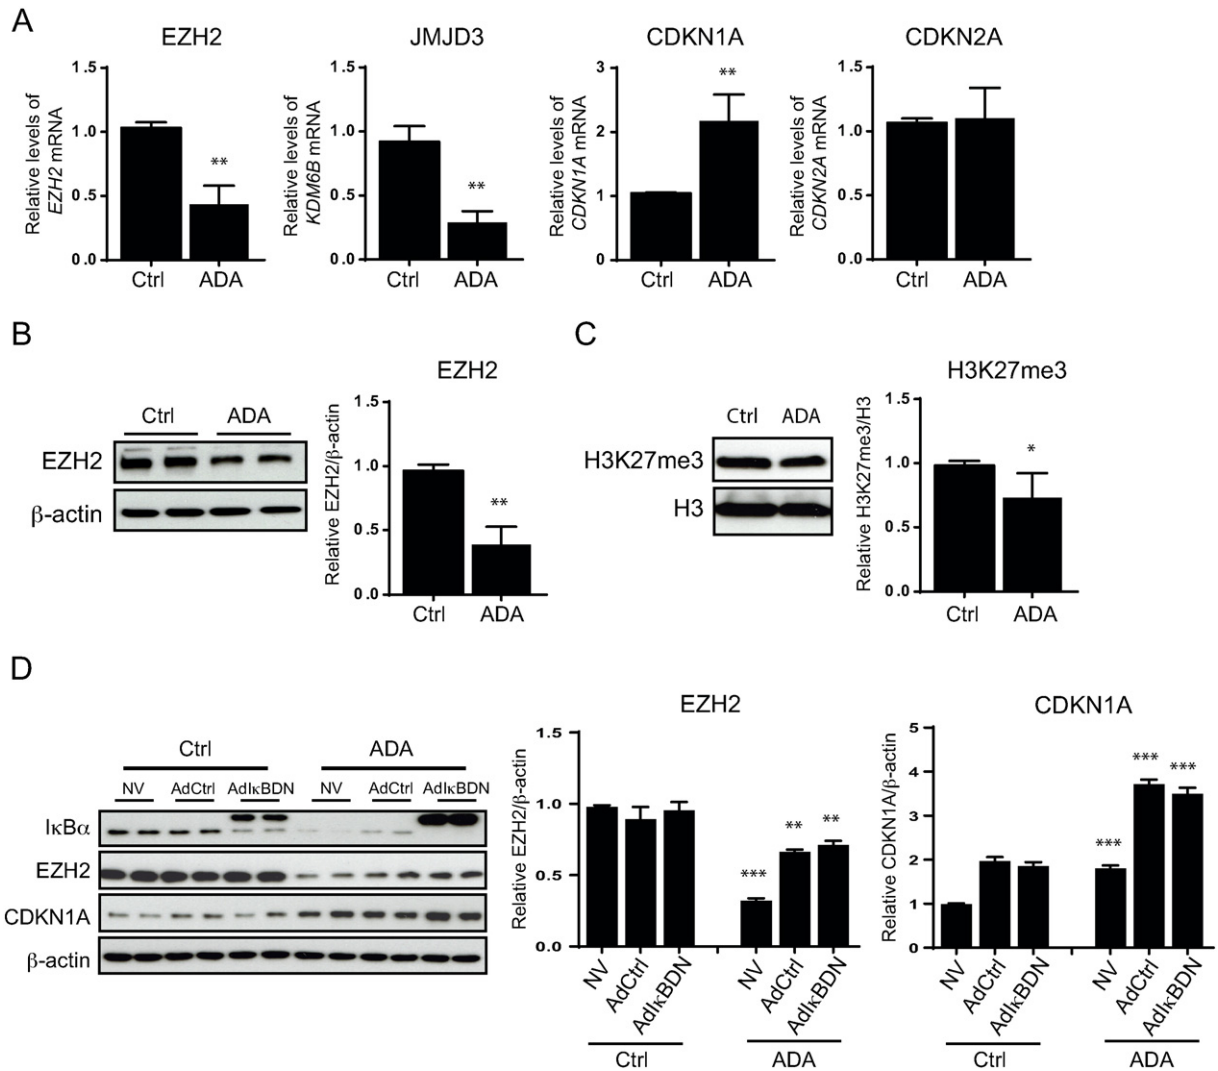 A
EZH2
JMJD3
CDKN1A
CDKN2A
Relative levels of
EZH2 mRNA
1.5
1.0
0.5
0.0
**
Ctrl
ADA
Relative levels of
KDM6B mRNA
1.5
1.0
0.5
0.0
**
Ctrl
ADA
Relative levels of
CDKN1A mRNA
3
2
1
0
**
Ctrl
ADA
Relative levels of
CDKN2A mRNA
1.5
1.0
0.5
0.0
Ctrl
ADA
B
Ctrl
ADA
EZH2
β-actin
EZH2
Relative EZH2/β-actin
1.5
1.0
0.5
0.0
**
Ctrl
ADA
C
Ctrl
ADA
H3K27me3
H3
H3K27me3
Relative H3K27me3/H3
1.5
1.0
0.5
0.0
*
Ctrl
ADA
D
Ctrl
ADA
NV
AdCtrl
AdIκBDN
NV
AdCtrl
AdIκBDN
IκBα
EZH2
CDKN1A
β-actin
EZH2
Relative EZH2/β-actin
1.5
1.0
0.5
0.0
***
**
**
NV
AdCtrl
AdIκBDN
NV
AdCtrl
AdIκBDN
Ctrl
ADA
CDKN1A
Relative CDKN1A/β-actin
5
4
3
2
1
0
***
***
***
NV
AdCtrl
AdIκBDN
NV
AdCtrl
AdIκBDN
Ctrl
ADA